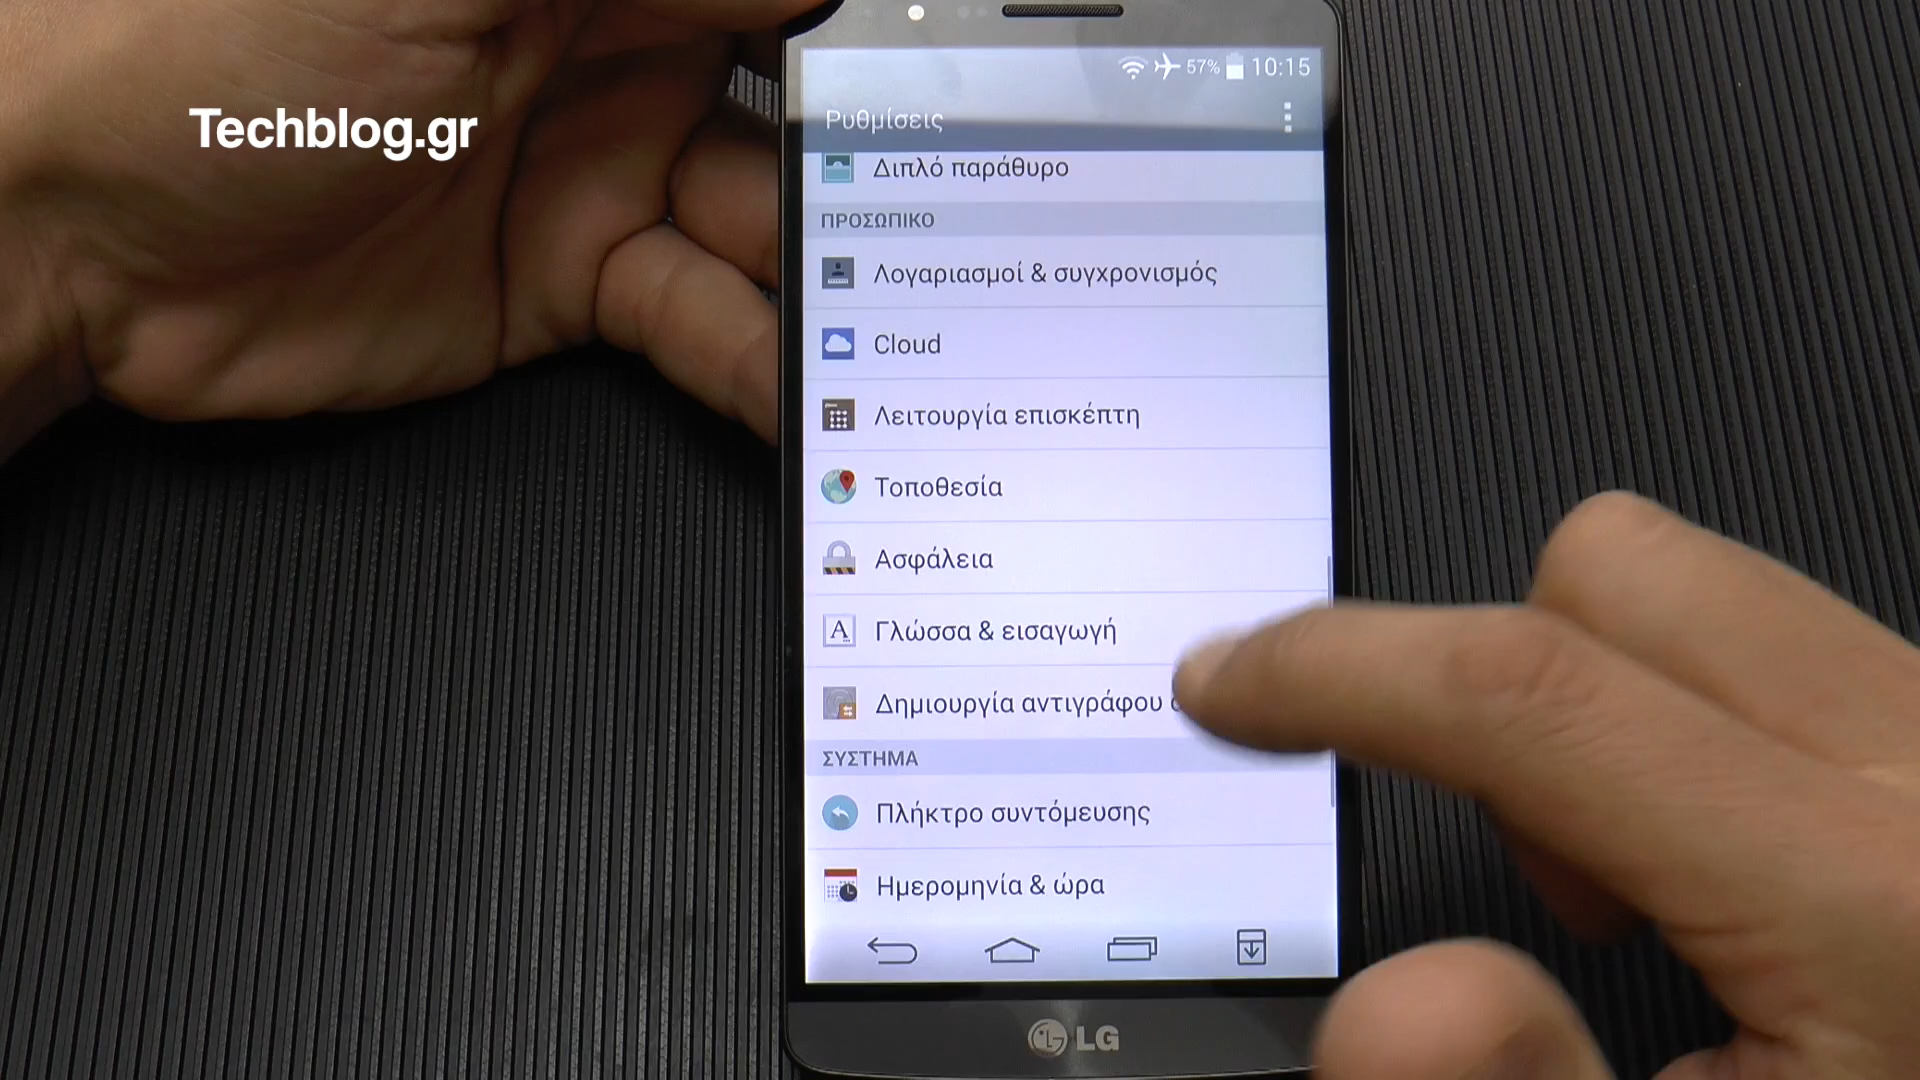 Techblog.gr
57% 10:15
Ρυθμίσεις
Διπλό παράθυρο
ΠΡΟΣΩΠΙΚΟ
Λογαριασμοί & συγχρονισμός
Cloud
Λειτουργία επισκέπτη
Τοποθεσία
Ασφάλεια
Γλώσσα & εισαγωγή
Δημιουργία αντιγράφου
ΣΥΣΤΗΜΑ
Πλήκτρο συντόμευσης
Ημερομηνία & ώρα
LG